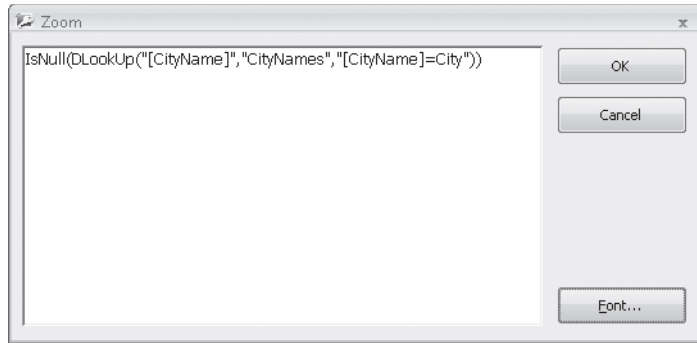 Zoom
x
IsNull(DLookUp("[CityName]","CityNames","[CityName]=City"))
OK
Cancel
Font...